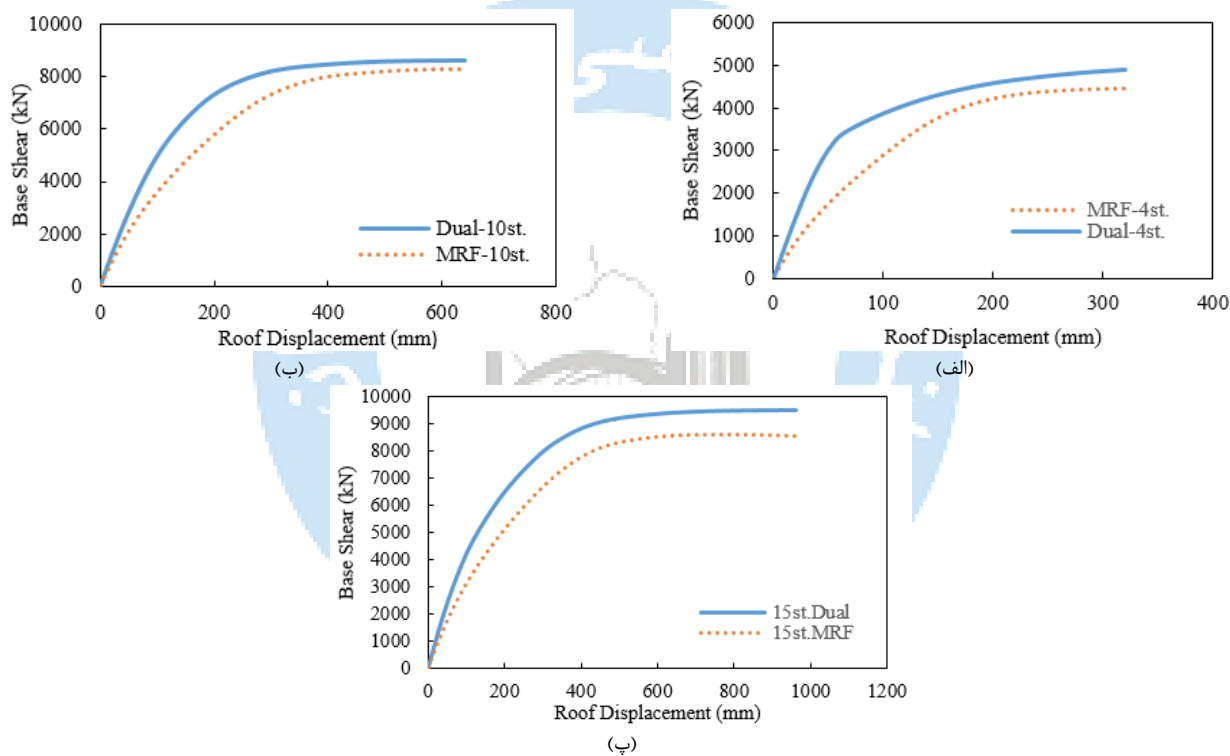 10000
8000
6000
4000
2000
0
Base Shear (kN)
Dual-10st.
MRF-10st.
0 200 400 600 800
Roof Displacement (mm)
(ب)
6000
5000
4000
3000
2000
1000
0
Base Shear (kN)
MRF-4st.
Dual-4st.
0 100 200 300 400
Roof Displacement (mm)
(الف)
10000
9000
8000
7000
6000
5000
4000
3000
2000
1000
0
Base Shear (kN)
15st.Dual
15st.MRF
0 200 400 600 800 1000 1200
Roof Displacement (mm)
(پ)